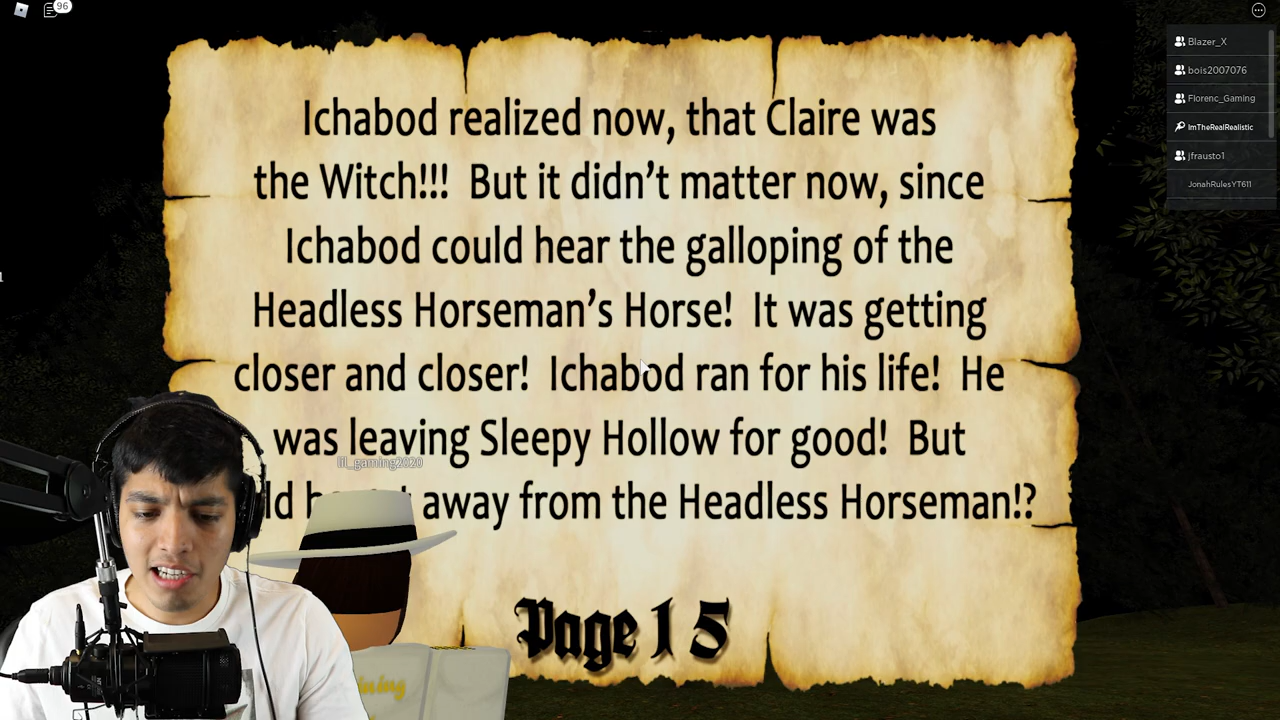 96
Blazer_X
bois2007076
Florenc_Gaming
ImTheRealRealistic
jfrausto1
JonahRulesYT611
Ichabod realized now, that Claire was
the Witch!!! But it didn't matter now, since
Ichabod could hear the galloping of the
Headless Horseman's Horse! It was getting
closer and closer! Ichabod ran for his life! He
was leaving Sleepy Hollow for good! But
lil_gaming2020
away from the Headless Horseman!?
Page 15